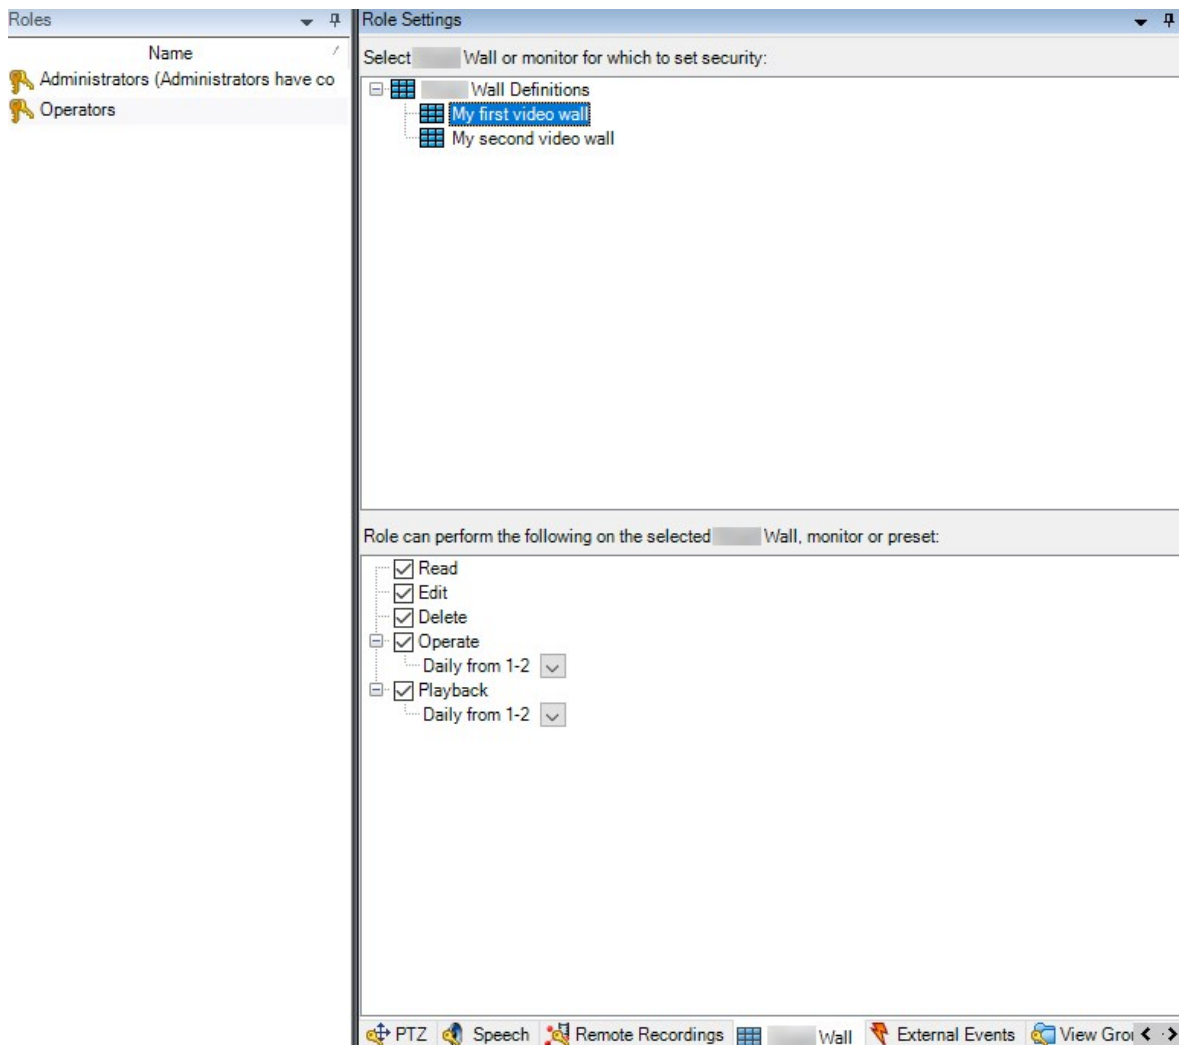 Roles
Name
Administrators (Administrators have co
Operators
Role Settings
Select Wall or monitor for which to set security:
Wall Definitions
My first video wall
My second video wall
Role can perform the following on the selected Wall, monitor or preset:
Read
Edit
Delete
Operate
Daily from 1-2
Playback
Daily from 1-2
PTZ Speech Remote Recordings Wall External Events View Grou